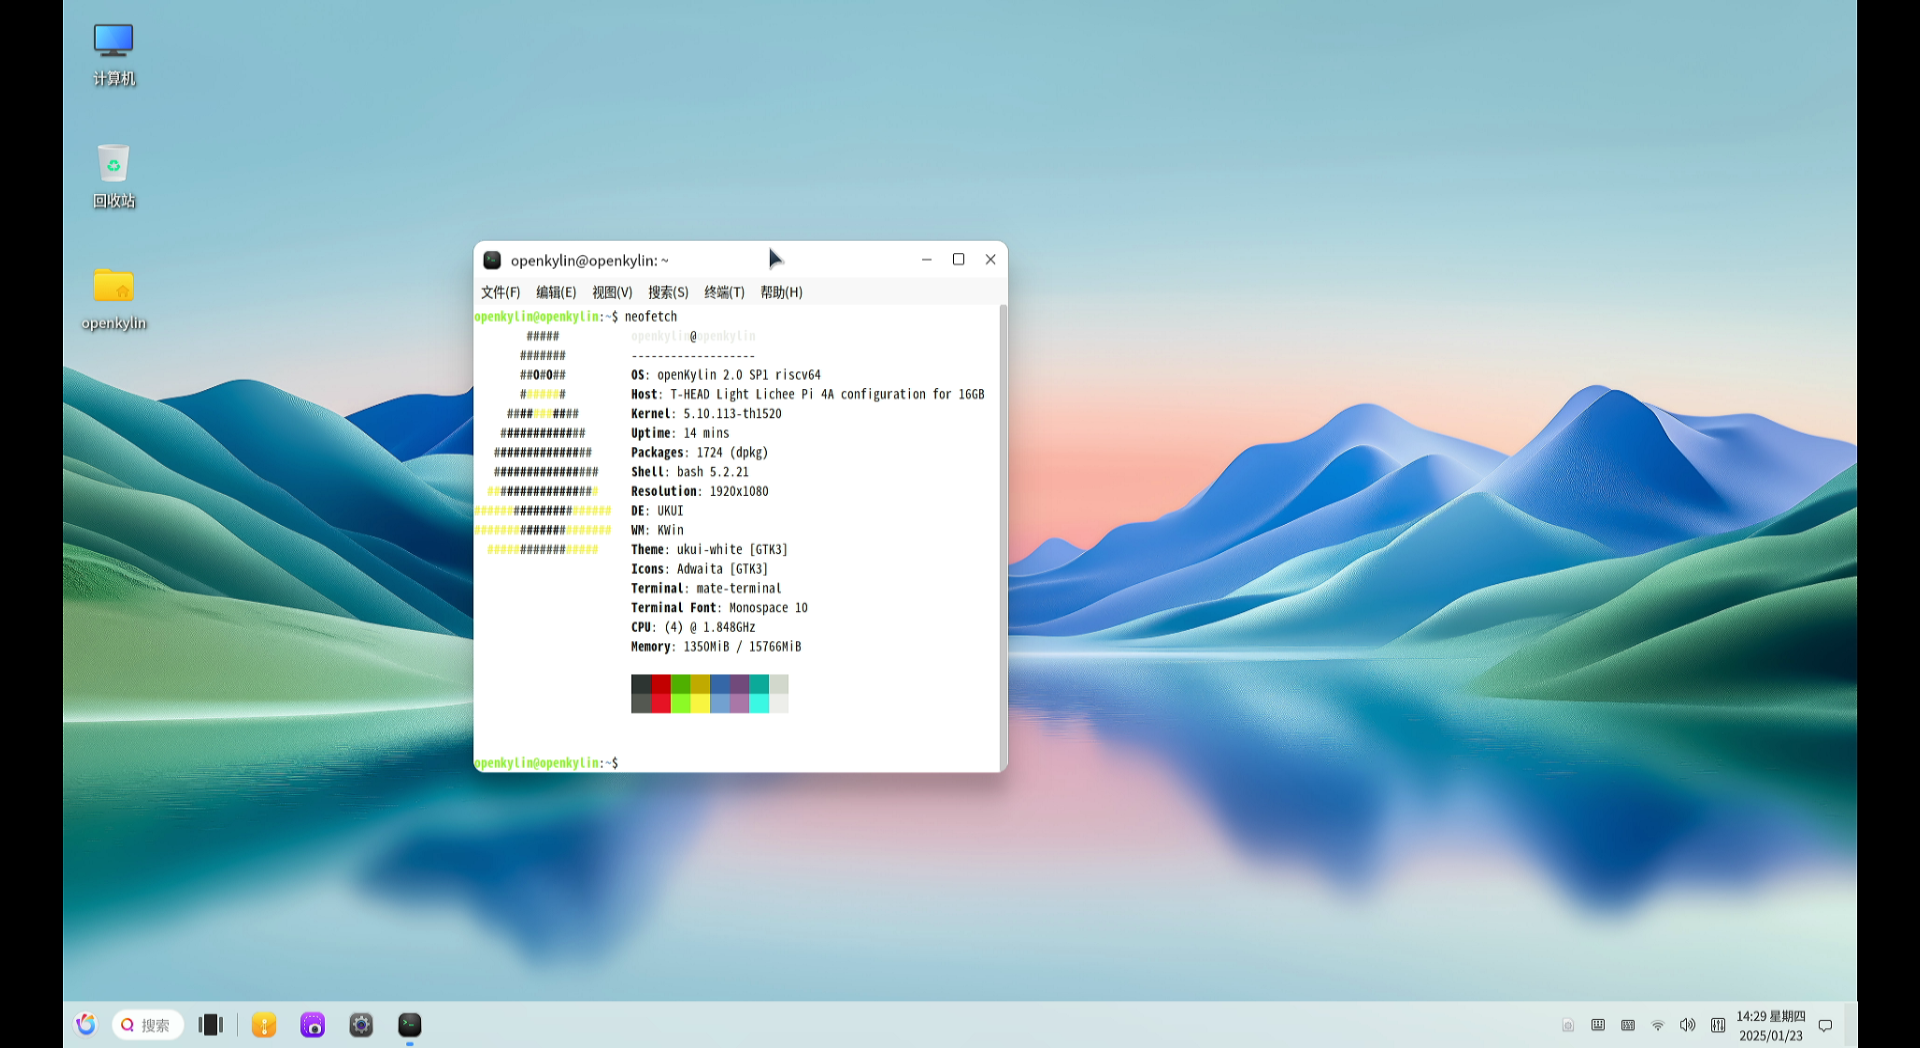 计算机
回收站
openkylin
openkylin@openkylin: ~
文件(F) 编辑(E) 视图(V) 搜索(S) 终端(T) 帮助(H)
openkylin@openkylin:~$ neofetch
openkylin@openkylin
-------------------
OS: openKylin 2.0 SP1 riscv64
Host: T-HEAD Light Lichee Pi 4A configuration for 16GB
Kernel: 5.10.113-th1520
Uptime: 14 mins
Packages: 1724 (dpkg)
Shell: bash 5.2.21
Resolution: 1920x1080
DE: UKUI
WM: KWin
Theme: ukui-white [GTK3]
Icons: Adwaita [GTK3]
Terminal: mate-terminal
Terminal Font: Monospace 10
CPU: (4) @ 1.848GHz
Memory: 1350MiB / 15766MiB
openkylin@openkylin:~$
搜索
14:29 星期四
2025/01/23